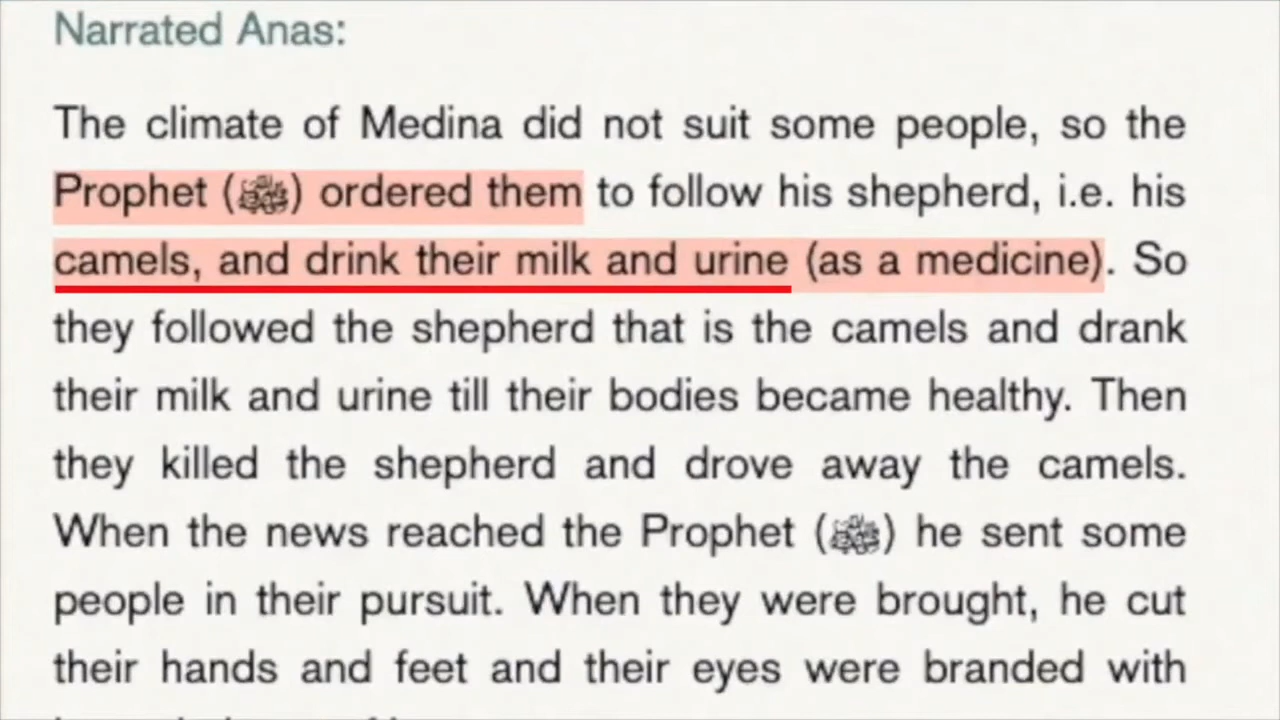 Narrated Anas:
The climate of Medina did not suit some people, so the
Prophet (ﷺ) ordered them to follow his shepherd, i.e. his
camels, and drink their milk and urine (as a medicine). So
they followed the shepherd that is the camels and drank
their milk and urine till their bodies became healthy. Then
they killed the shepherd and drove away the camels.
When the news reached the Prophet (ﷺ) he sent some
people in their pursuit. When they were brought, he cut
their hands and feet and their eyes were branded with